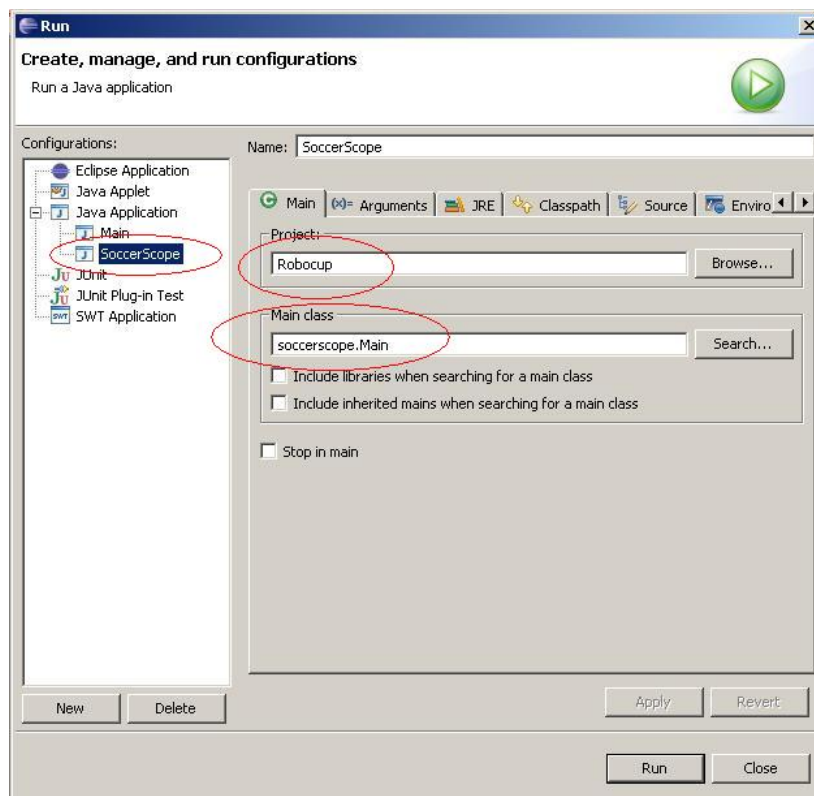 Run
Create, manage, and run configurations
Run a Java application
Configurations:
Eclipse Application
Java Applet
Java Application
Main
SoccerScope
JUnit
JUnit Plug-in Test
SWT Application
New Delete
Name: SoccerScope
Main (x)= Arguments JRE Classpath Source Enviro
Project:
Robocup Browse...
Main class
soccerscope.Main Search...
Include libraries when searching for a main class
Include inherited mains when searching for a main class
Stop in main
Apply Revert
Run Close